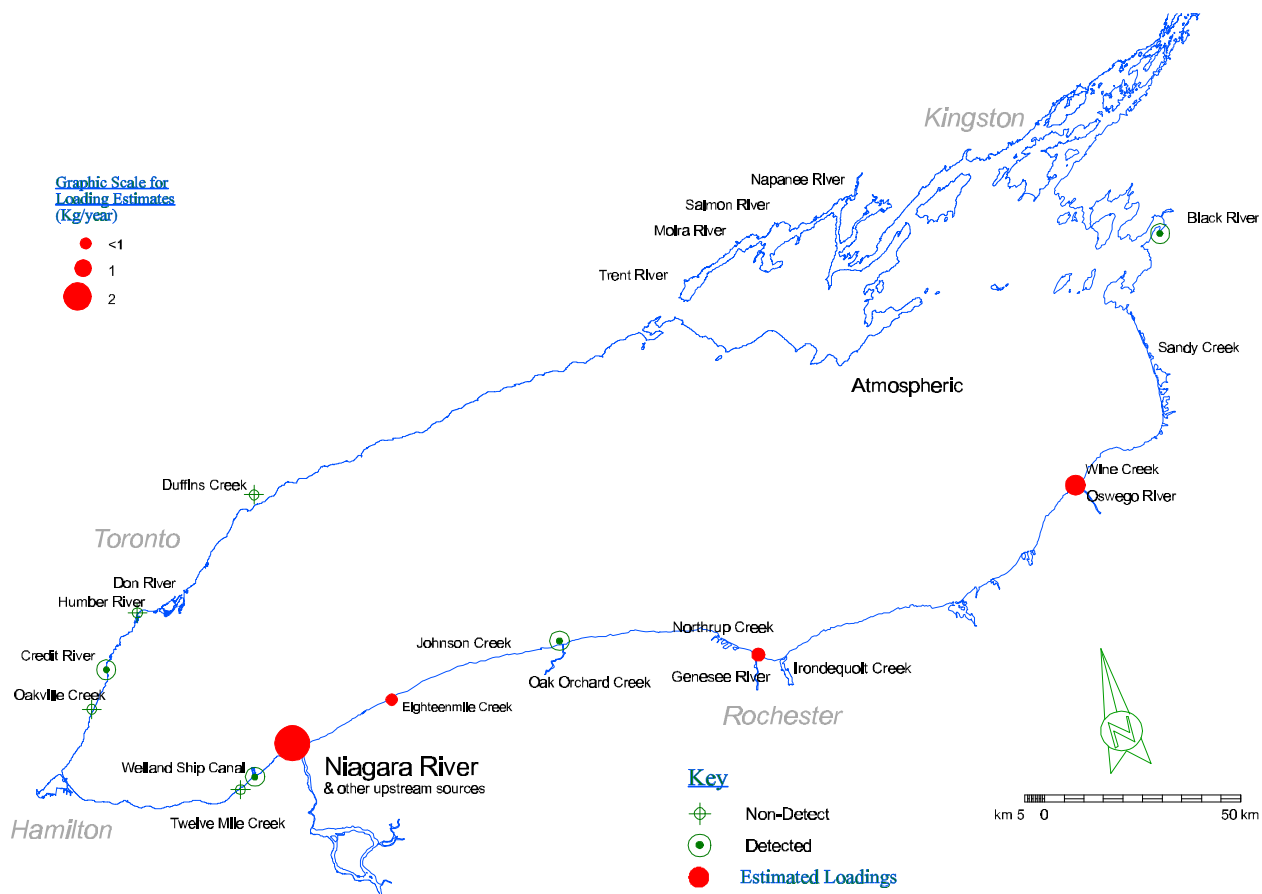 Kingston
Graphic Scale for
Loading Estimates
(Kg/year)
<1
1
2
Napanee River
Salmon River
Moira River
Trent River
Black River
Sandy Creek
Atmospheric
Wine Creek
Oswego River
Duffins Creek
Toronto
Don River
Humber River
Credit River
Oakville Creek
Johnson Creek
Northrup Creek
Oak Orchard Creek
Genesee River
Irondequoit Creek
Eighteenmile Creek
Rochester
Welland Ship Canal
Niagara River
& other upstream sources
Twelve Mile Creek
Hamilton
N
Key
Non-Detect
Detected
Estimated Loadings
km 5 0 50 km